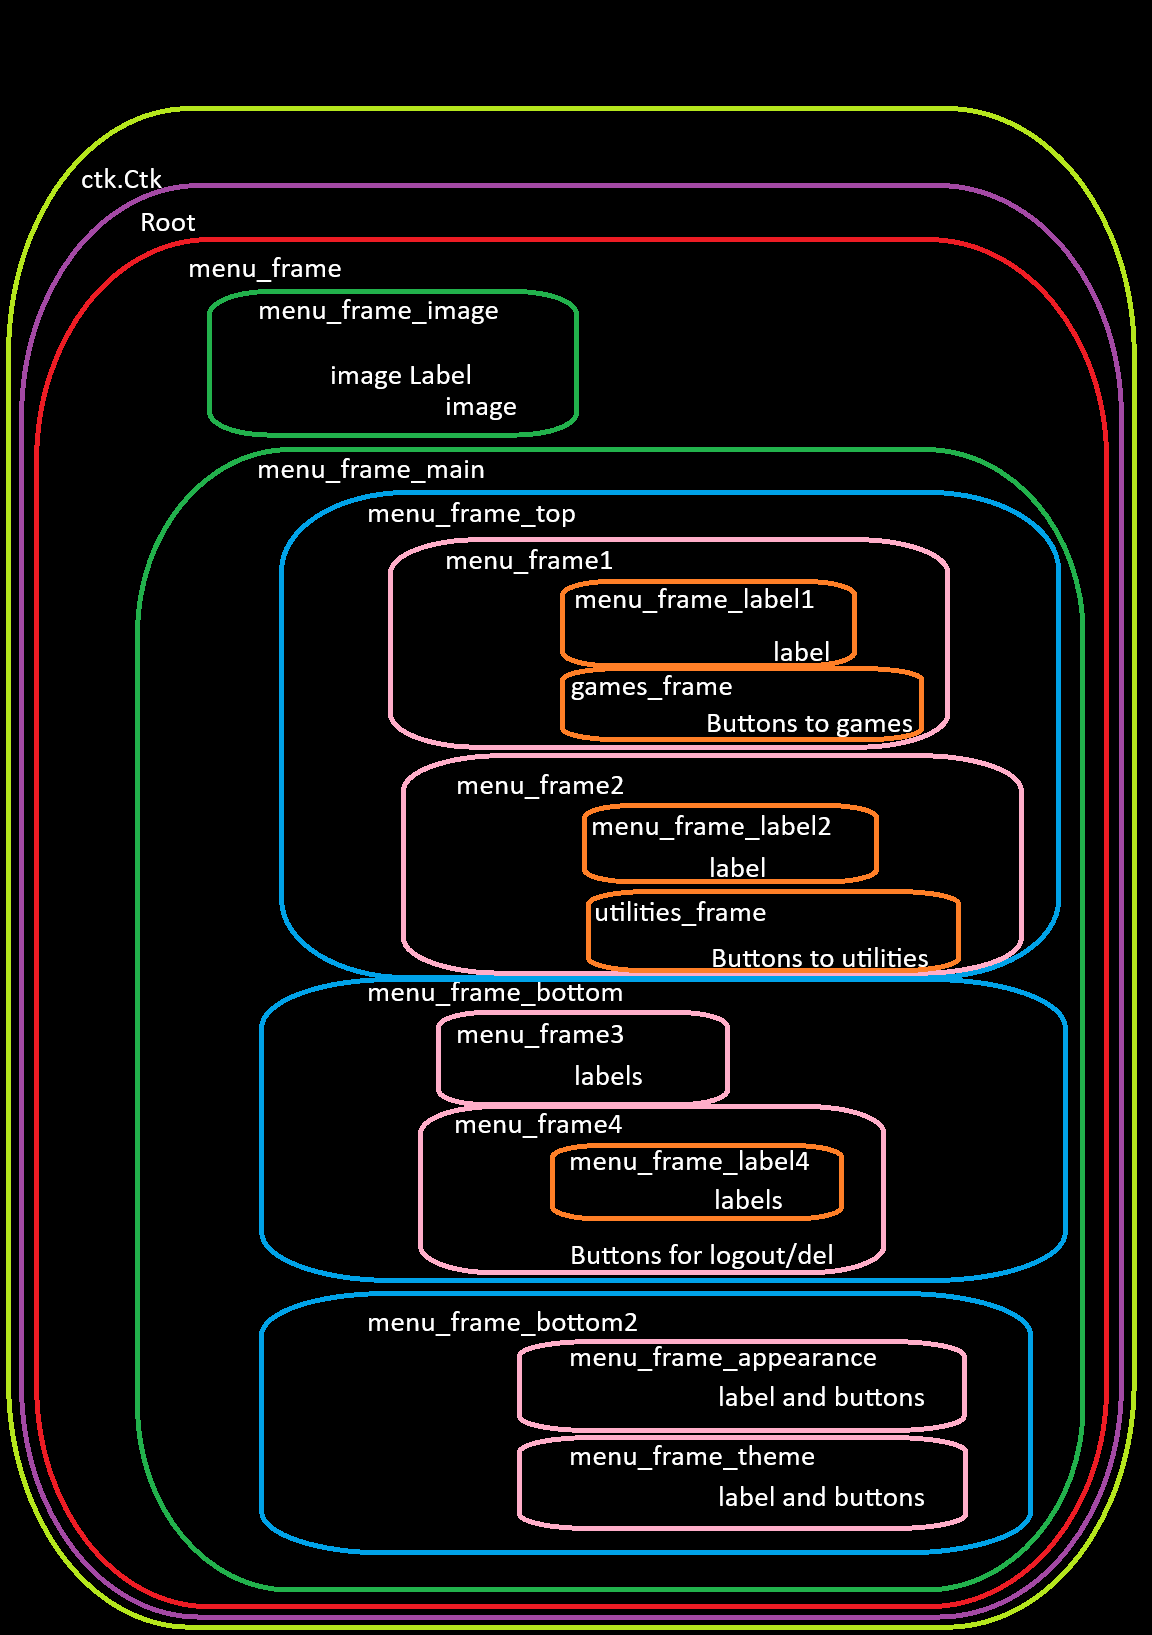 ctk.Ctk
Root
menu_frame
menu_frame_image
image Label
image
menu_frame_main
menu_frame_top
menu_frame1
menu_frame_label1
label
games_frame
Buttons to games
menu_frame2
menu_frame_label2
label
utilities_frame
Buttons to utilities
menu_frame_bottom
menu_frame3
labels
menu_frame4
menu_frame_label4
labels
Buttons for logout/del
menu_frame_bottom2
menu_frame_appearance
label and buttons
menu_frame_theme
label and buttons